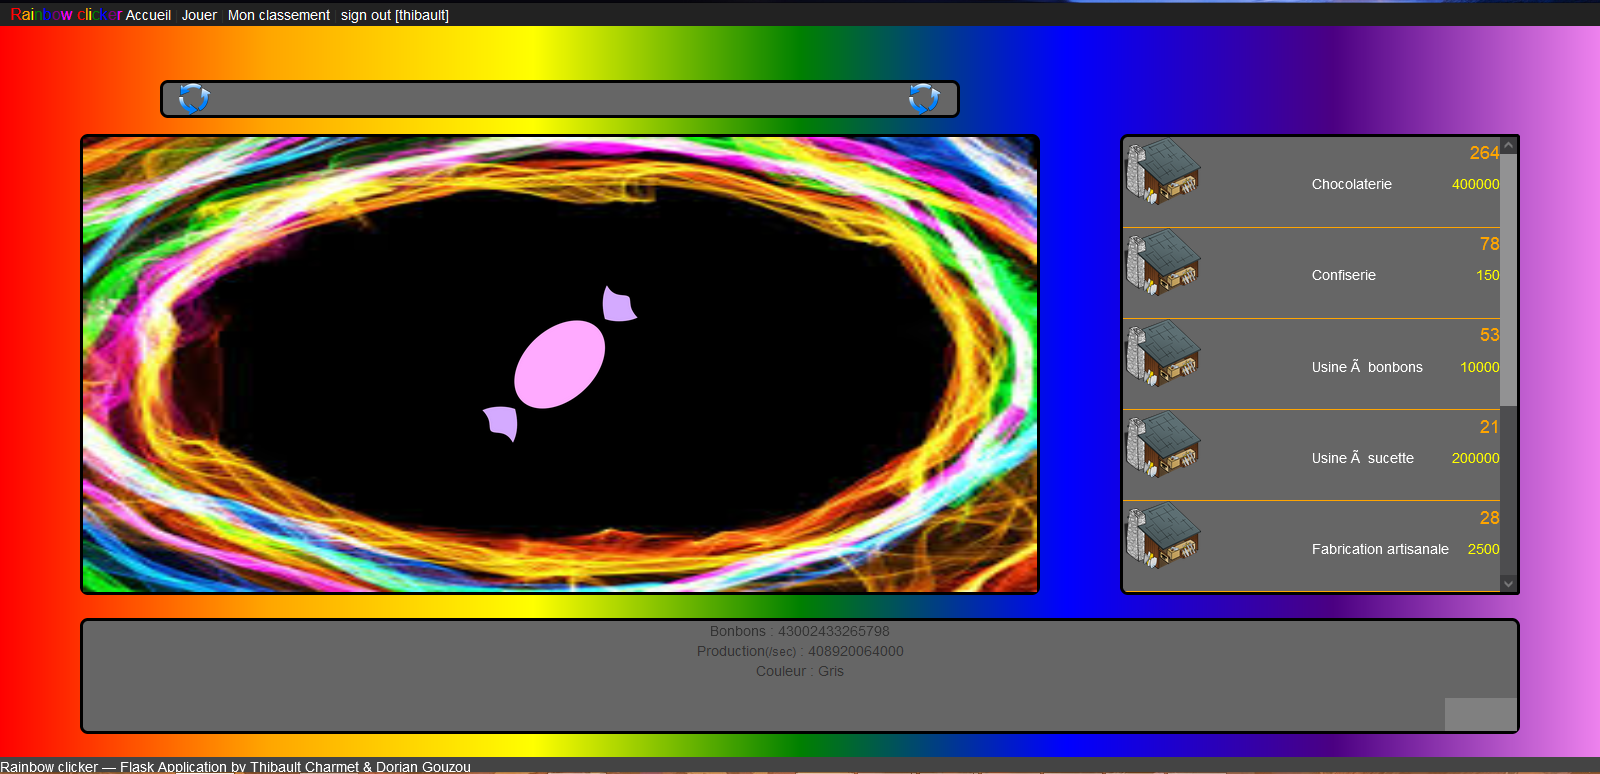 Rainbow clicker Accueil | Jouer | Mon classement | sign out [thibault]
264
Chocolaterie 400000
78
Confiserie 150
53
Usine Ã  bonbons 10000
21
Usine Ã  sucette 200000
28
Fabrication artisanale 2500
Bonbons : 43002433265798
Production(/sec) : 408920064000
Couleur : Gris
Rainbow clicker — Flask Application by Thibault Charmet & Dorian Gouzou